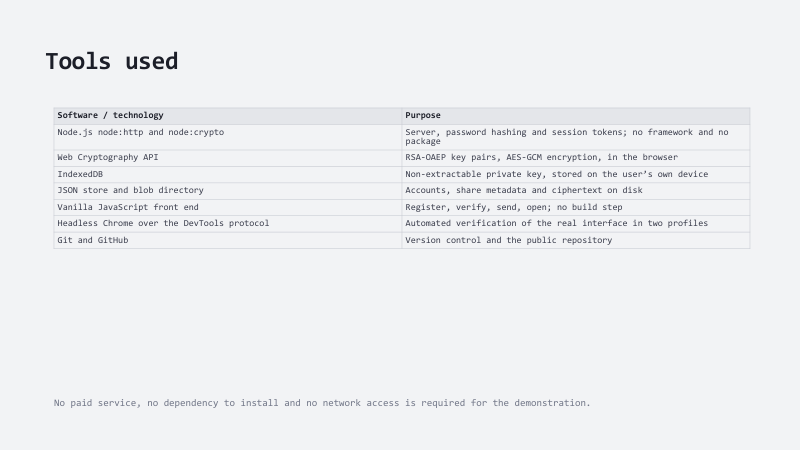 Tools used
Software / technology
Purpose
Node.js node:http and node:crypto
Server, password hashing and session tokens; no framework and no
package
Web Cryptography API
RSA-OAEP key pairs, AES-GCM encryption, in the browser
IndexedDB
Non-extractable private key, stored on the user’s own device
JSON store and blob directory
Accounts, share metadata and ciphertext on disk
Vanilla JavaScript front end
Register, verify, send, open; no build step
Headless Chrome over the DevTools protocol
Automated verification of the real interface in two profiles
Git and GitHub
Version control and the public repository
No paid service, no dependency to install and no network access is required for the demonstration.